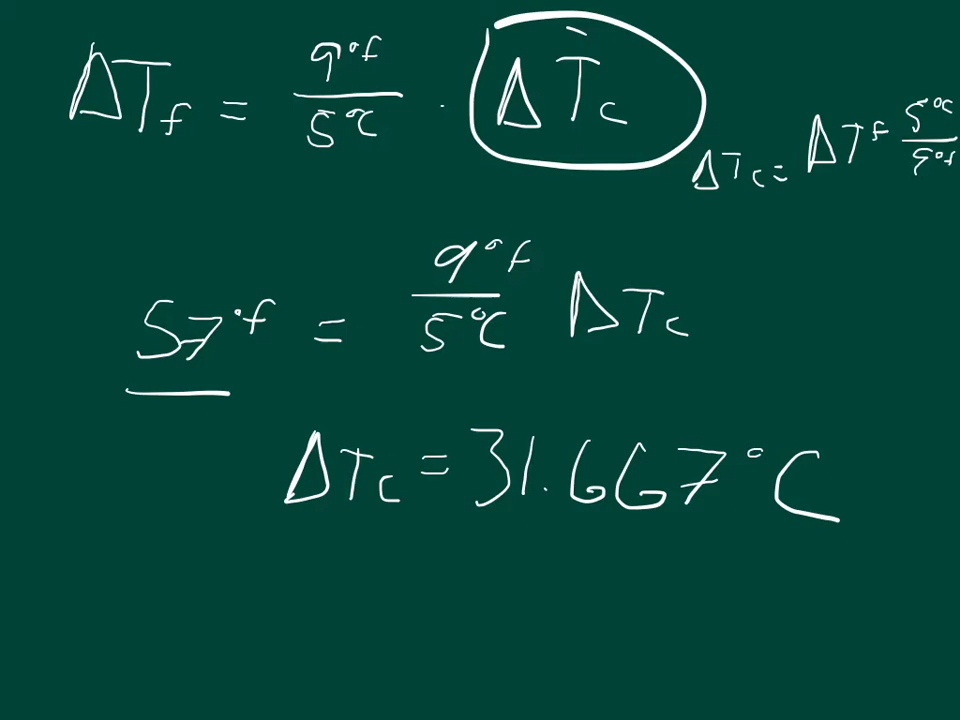 ΔTf = 9°f/5°C · ΔTc
ΔTc = ΔTf 5°C/9°f
57°f = 9°f/5°C ΔTc
ΔTc = 31.667°C